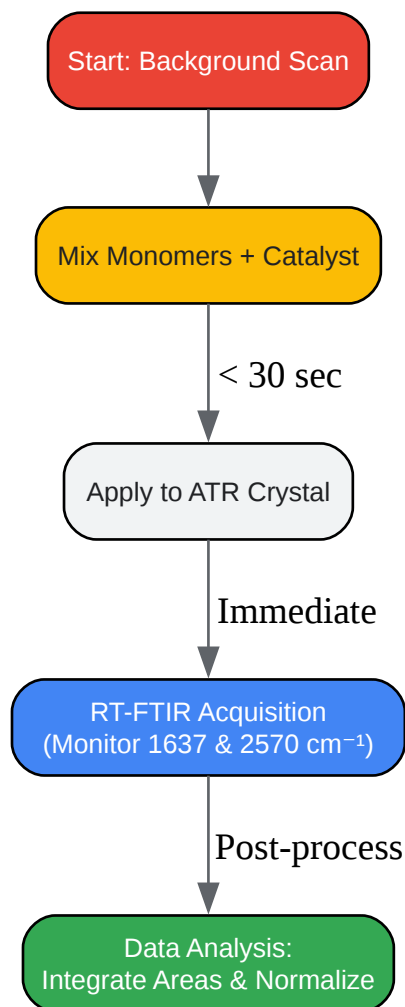 Start: Background Scan
Mix Monomers + Catalyst
< 30 sec
Apply to ATR Crystal
Immediate
RT-FTIR Acquisition
(Monitor 1637 & 2570 cm⁻¹)
Post-process
Data Analysis:
Integrate Areas & Normalize